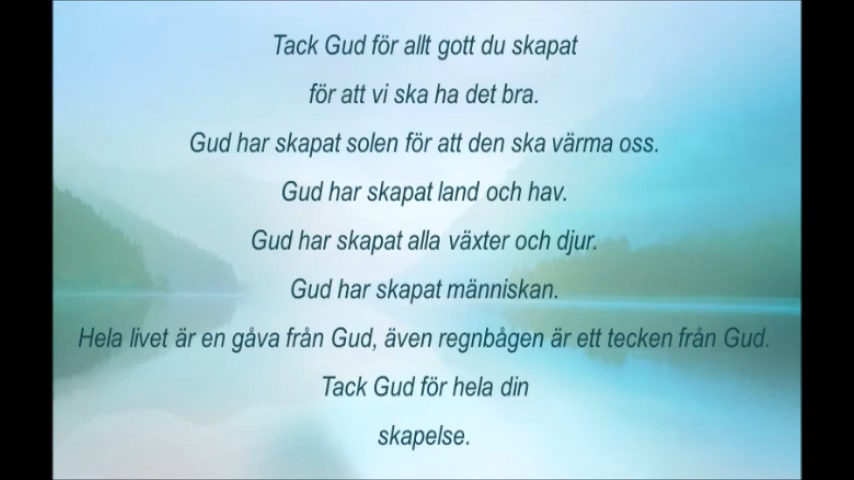 Tack Gud för allt gott du skapat
för att vi ska ha det bra.
Gud har skapat solen för att den ska värma oss.
Gud har skapat land och hav.
Gud har skapat alla växter och djur.
Gud har skapat människan.
Hela livet är en gåva från Gud, även regnbågen är ett tecken från Gud.
Tack Gud för hela din
skapelse.